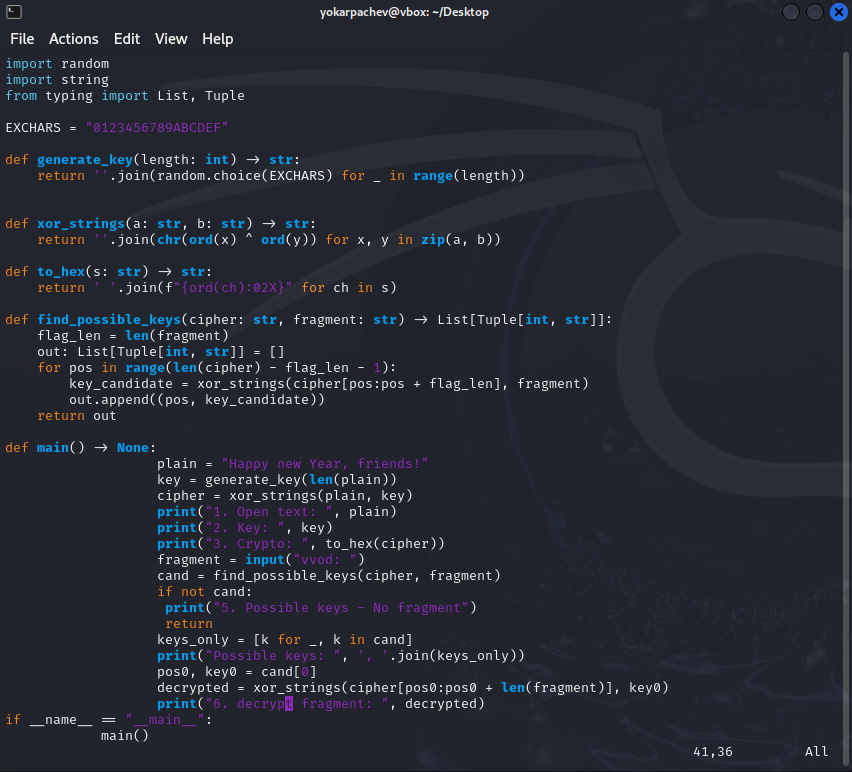 yokarpachev@vbox: ~/Desktop
File Actions Edit View Help
import random
import string
from typing import List, Tuple

EXCHARS = "0123456789ABCDEF"

def generate_key(length: int) -> str:
    return ''.join(random.choice(EXCHARS) for _ in range(length))


def xor_strings(a: str, b: str) -> str:
    return ''.join(chr(ord(x) ^ ord(y)) for x, y in zip(a, b))

def to_hex(s: str) -> str:
    return ' '.join(f"{ord(ch):02X}" for ch in s)

def find_possible_keys(cipher: str, fragment: str) -> List[Tuple[int, str]]:
    flag_len = len(fragment)
    out: List[Tuple[int, str]] = []
    for pos in range(len(cipher) - flag_len - 1):
        key_candidate = xor_strings(cipher[pos:pos + flag_len], fragment)
        out.append((pos, key_candidate))
    return out

def main() -> None:
                   plain = "Happy new Year, friends!"
                   key = generate_key(len(plain))
                   cipher = xor_strings(plain, key)
                   print("1. Open text: ", plain)
                   print("2. Key: ", key)
                   print("3. Crypto: ", to_hex(cipher))
                   fragment = input("vvod: ")
                   cand = find_possible_keys(cipher, fragment)
                   if not cand:
                    print("5. Possible keys - No fragment")
                    return
                   keys_only = [k for _, k in cand]
                   print("Possible keys: ", ', '.join(keys_only))
                   pos0, key0 = cand[0]
                   decrypted = xor_strings(cipher[pos0:pos0 + len(fragment)], key0)
                   print("6. decrypt fragment: ", decrypted)
if __name__ == "__main__":
            main()
41,36 All